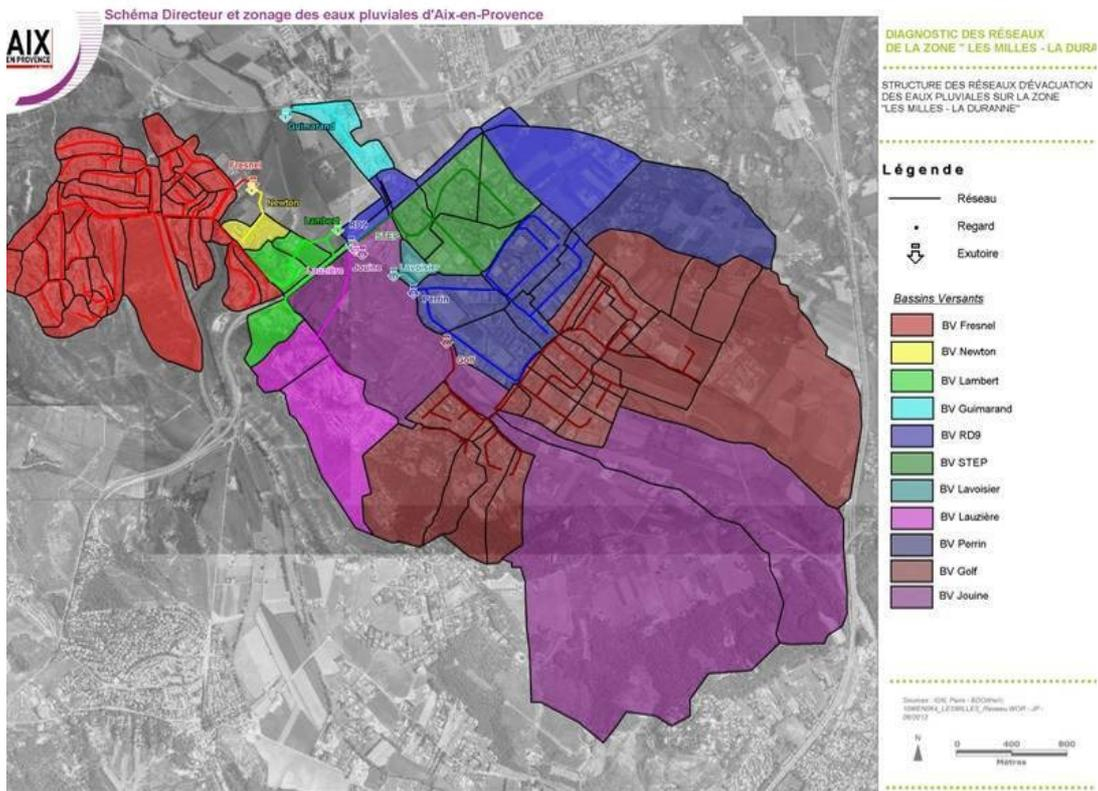 Schéma Directeur et zonage des eaux pluviales d'Aix-en-Provence
AIX
EN PROVENCE
DIAGNOSTIC DES RÉSEAUX
DE LA ZONE " LES MILLES - LA DURA
STRUCTURE DES RÉSEAUX D'ÉVACUATION
DES EAUX PLUVIALES SUR LA ZONE
"LES MILLES - LA DURANNE"
Légende
Réseau
Regard
Exutoire
Bassins Versants
BV Fresnel
BV Newton
BV Lambert
BV Guimarand
BV RD9
BV STEP
BV Lavoisier
BV Lauzière
BV Perrin
BV Golf
BV Jouine
Guimarand
Fresnel
Newton
Lambert
RD9
STEP
Lauzière
Jouine
Lavoisier
Perrin
Golf
N
0 400 800
Mètres